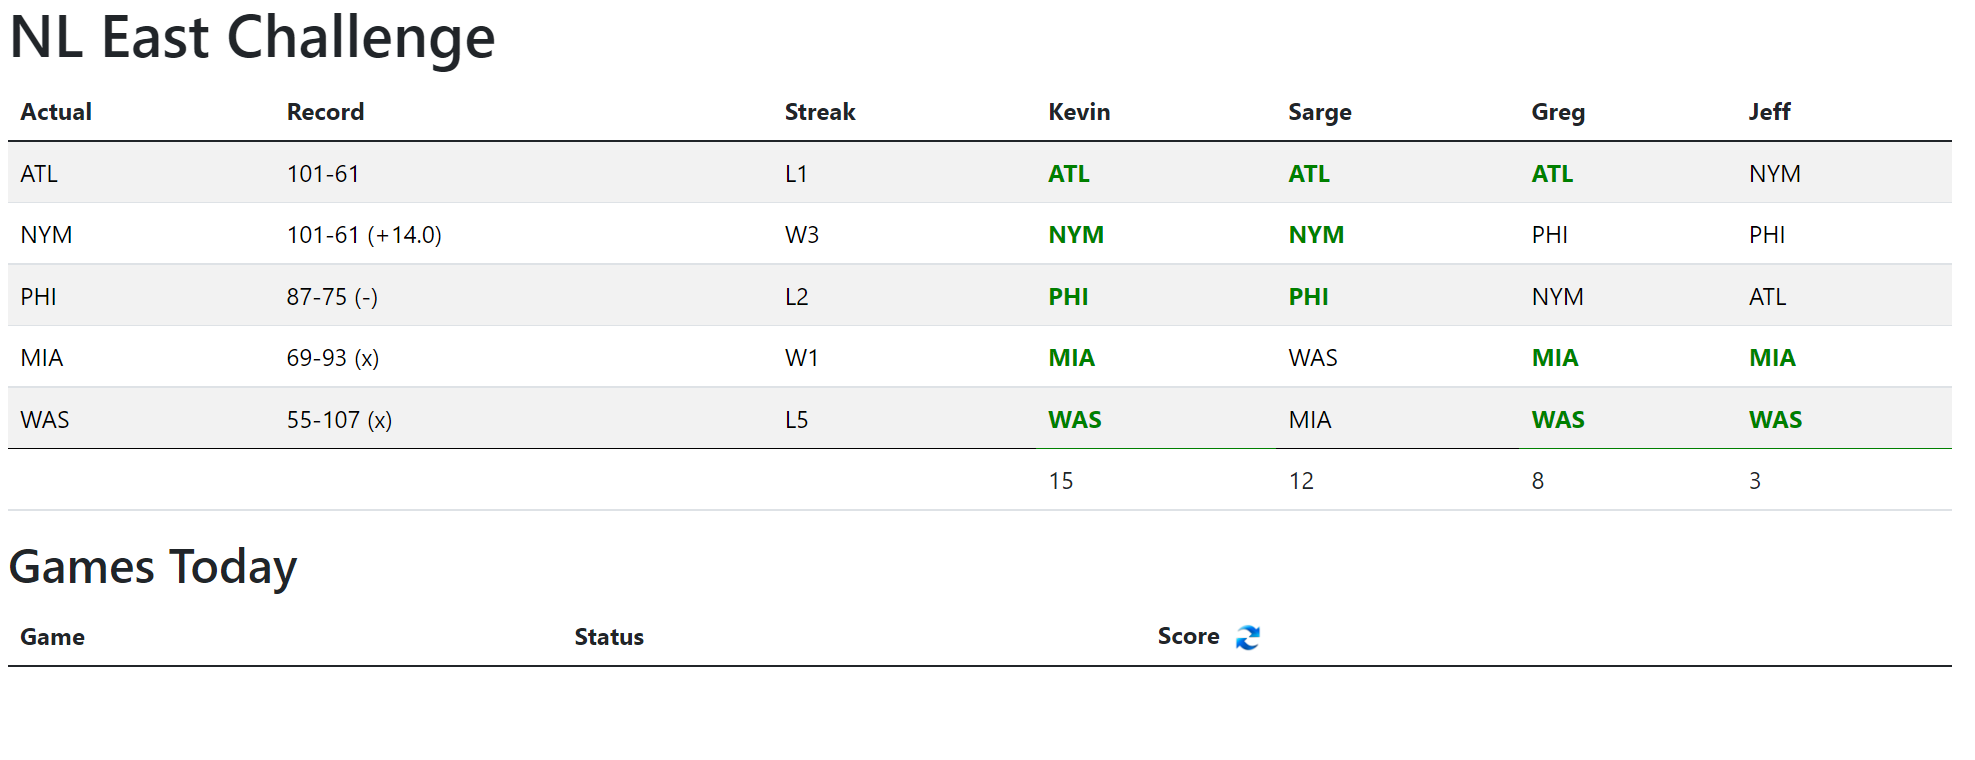 NL East Challenge
Actual Record Streak Kevin Sarge Greg Jeff
ATL 101-61 L1 ATL ATL ATL NYM
NYM 101-61 (+14.0) W3 NYM NYM PHI PHI
PHI 87-75 (-) L2 PHI PHI NYM ATL
MIA 69-93 (x) W1 MIA WAS MIA MIA
WAS 55-107 (x) L5 WAS MIA WAS WAS
15 12 8 3
Games Today
Game Status Score